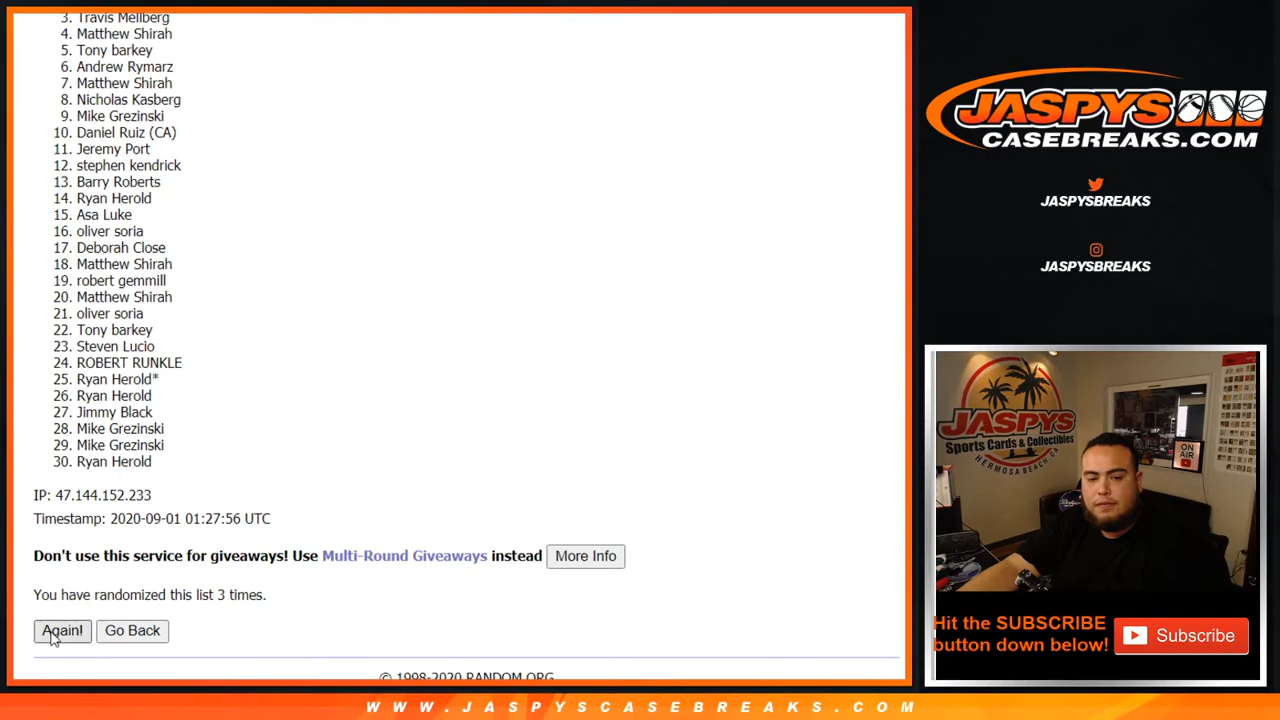 3. Travis Mellberg
4. Matthew Shirah
5. Tony barkey
6. Andrew Rymarz
7. Matthew Shirah
8. Nicholas Kasberg
9. Mike Grezinski
10. Daniel Ruiz (CA)
11. Jeremy Port
12. stephen kendrick
13. Barry Roberts
14. Ryan Herold
15. Asa Luke
16. oliver soria
17. Deborah Close
18. Matthew Shirah
19. robert gemmill
20. Matthew Shirah
21. oliver soria
22. Tony barkey
23. Steven Lucio
24. ROBERT RUNKLE
25. Ryan Herold*
26. Ryan Herold
27. Jimmy Black
28. Mike Grezinski
29. Mike Grezinski
30. Ryan Herold
IP: 47.144.152.233
Timestamp: 2020-09-01 01:27:56 UTC
Don't use this service for giveaways! Use Multi-Round Giveaways instead More Info
You have randomized this list 3 times.
Again! Go Back
© 1998-2020 RANDOM.ORG
JASPYS
CASEBREAKS.COM
JASPYSBREAKS
JASPYSBREAKS
JASPYS
Sports Cards & Collectibles
HERMOSA BEACH CA
ON
AIR
Hit the SUBSCRIBE
button down below!
Subscribe
WWW.JASPYSCASEBREAKS.COM